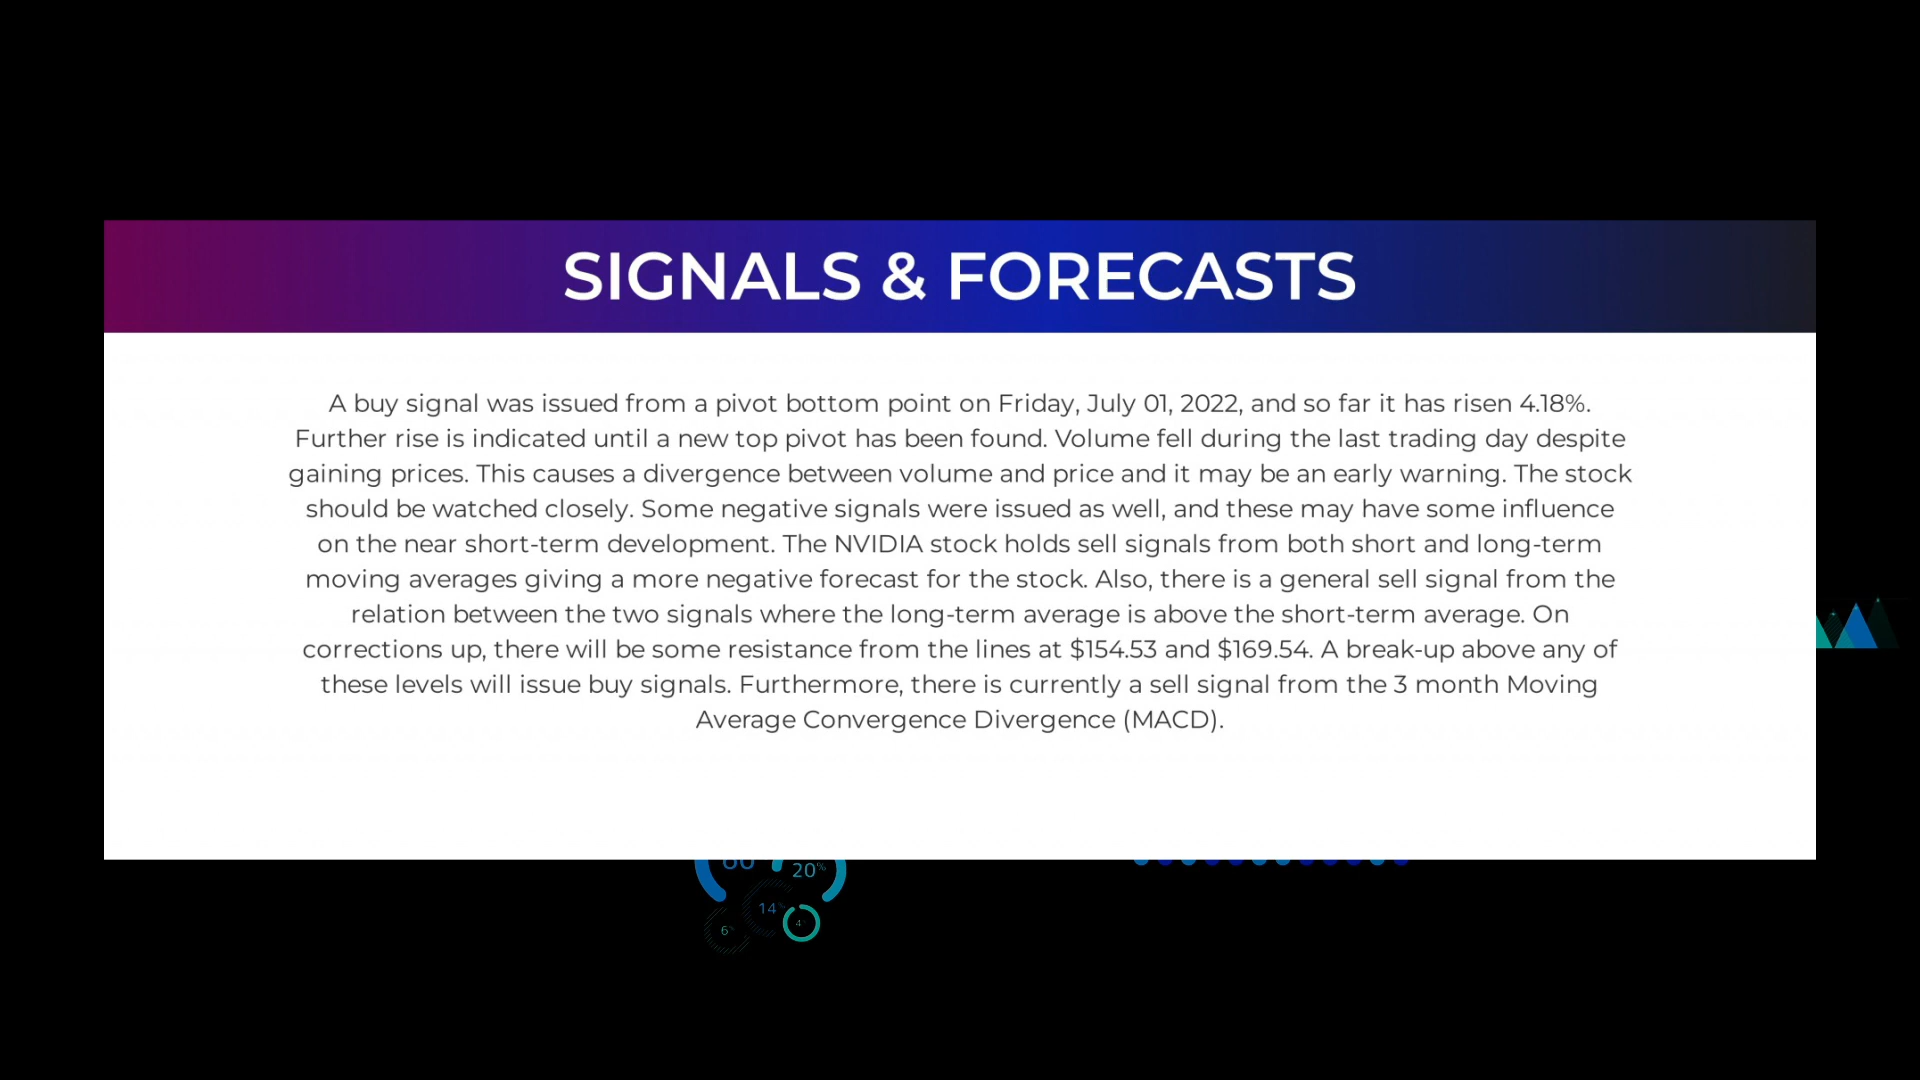 SIGNALS & FORECASTS
A buy signal was issued from a pivot bottom point on Friday, July 01, 2022, and so far it has risen 4.18%.
Further rise is indicated until a new top pivot has been found. Volume fell during the last trading day despite
gaining prices. This causes a divergence between volume and price and it may be an early warning. The stock
should be watched closely. Some negative signals were issued as well, and these may have some influence
on the near short-term development. The NVIDIA stock holds sell signals from both short and long-term
moving averages giving a more negative forecast for the stock. Also, there is a general sell signal from the
relation between the two signals where the long-term average is above the short-term average. On
corrections up, there will be some resistance from the lines at $154.53 and $169.54. A break-up above any of
these levels will issue buy signals. Furthermore, there is currently a sell signal from the 3 month Moving
Average Convergence Divergence (MACD).
20%
14
4
6